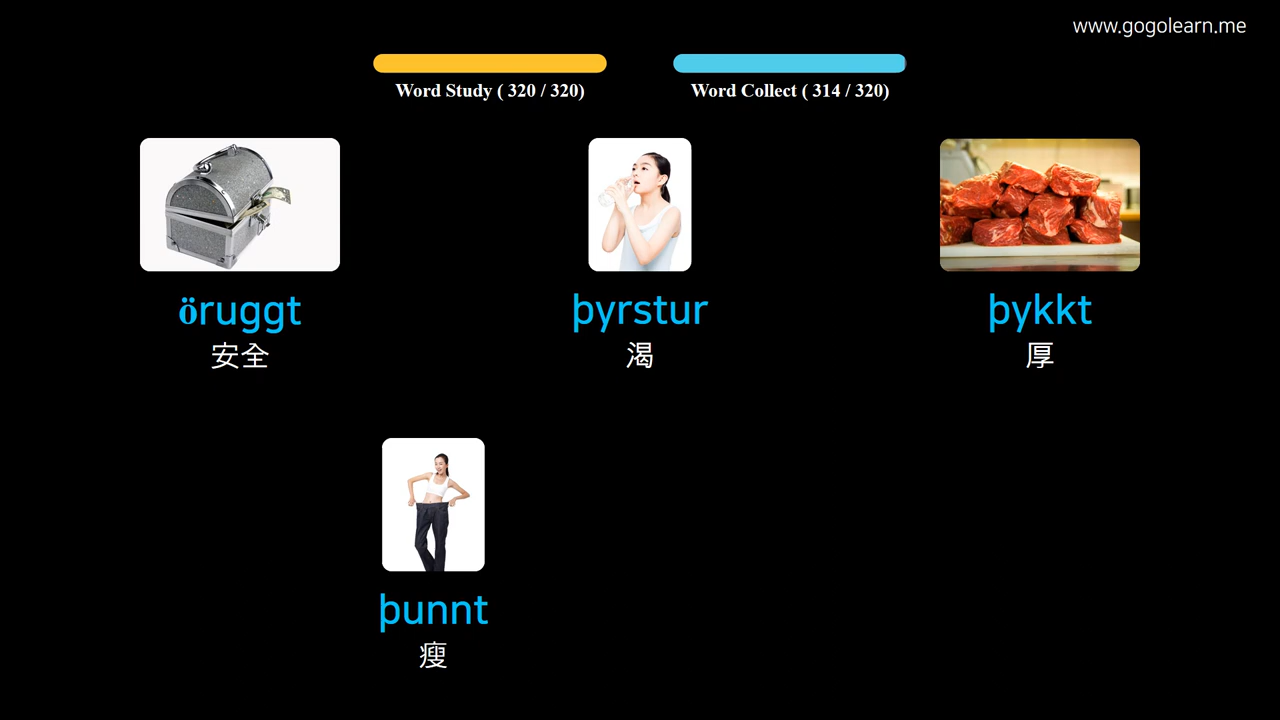 www.gogolearn.me
Word Study ( 320 / 320)
Word Collect ( 314 / 320)
öruggt
安全
þyrstur
渴
þykkt
厚
þunnt
瘦